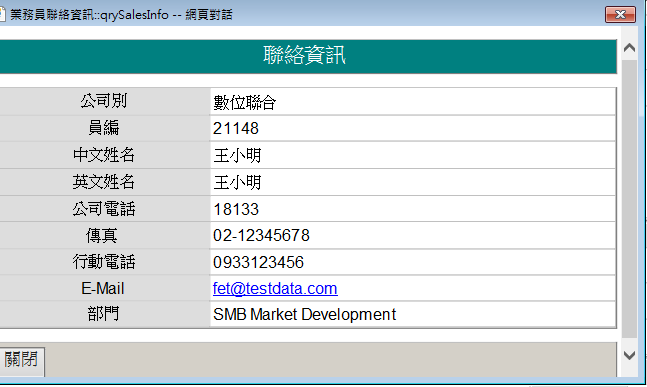 業務員聯絡資訊::qrySalesInfo -- 網頁對話
聯絡資訊
公司別 數位聯合
員編 21148
中文姓名 王小明
英文姓名 王小明
公司電話 18133
傳真 02-12345678
行動電話 0933123456
E-Mail fet@testdata.com
部門 SMB Market Development
關閉